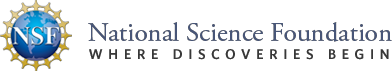 NSF
National Science Foundation
WHERE DISCOVERIES BEGIN